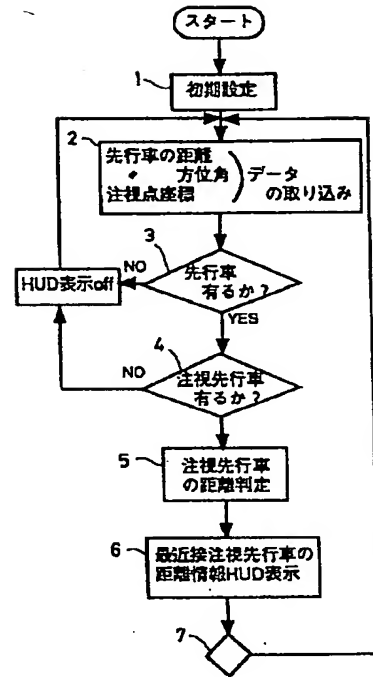 スタート
1
初期設定
2
先行車の距離
〃 方位角
注視点座標
データ
の取り込み
3
先行車
有るか?
NO
HUD表示off
YES
4
注視先行車
有るか?
NO
5
注視先行車
の距離判定
6
最近接注視先行車の
距離情報HUD表示
7